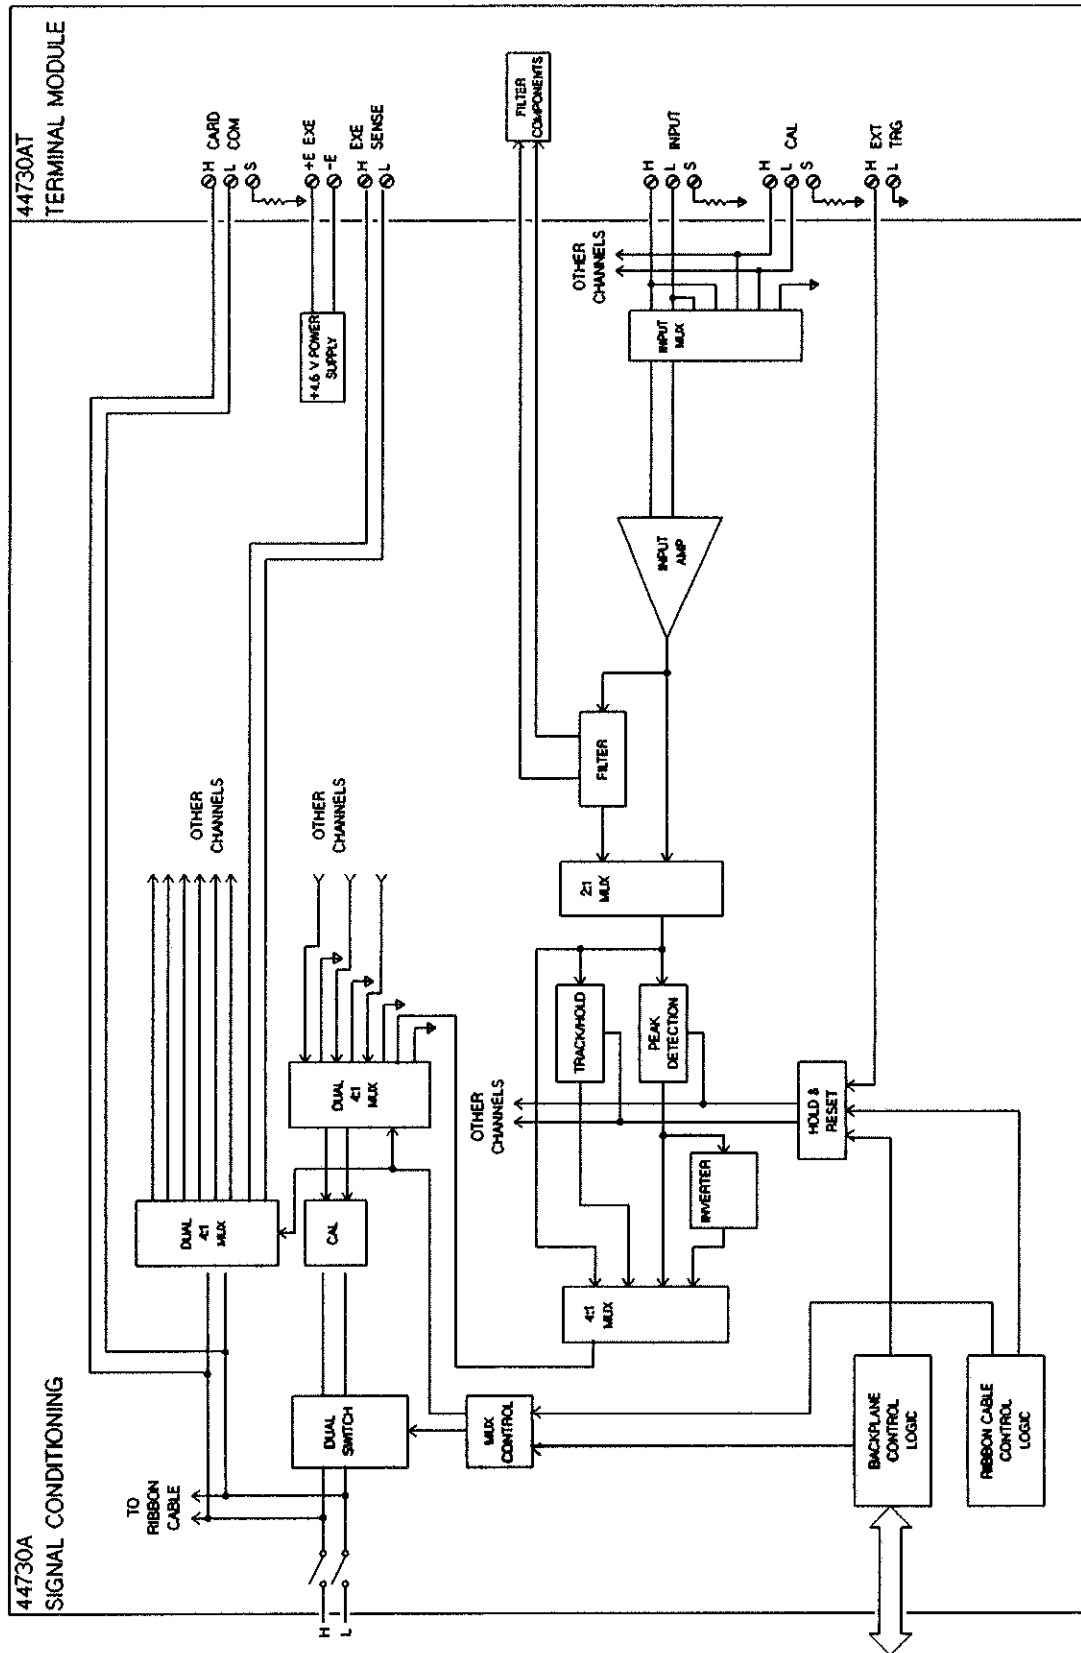 44730A
SIGNAL CONDITIONING
44730AT
TERMINAL MODULE
TO
RIBBON
CABLE
H
L
DUAL
SWITCH
DUAL
4:1
MUX
CAL
DUAL
4:1
MUX
OTHER
CHANNELS
OTHER
CHANNELS
+4.6 V POWER
SUPPLY
H CARD
L COM
S
+E EXE
-E
H EXE
L SENSE
MUX
CONTROL
4:1
MUX
OTHER
CHANNELS
TRACK/HOLD
PEAK
DETECTION
INVERTER
2:1
MUX
FILTER
INPUT
AMP
FILTER
COMPONENTS
OTHER
CHANNELS
INPUT
MUX
H
L INPUT
S
H
L CAL
S
H EXT
L TRG
HOLD &
RESET
BACKPLANE
CONTROL
LOGIC
RIBBON CABLE
CONTROL
LOGIC